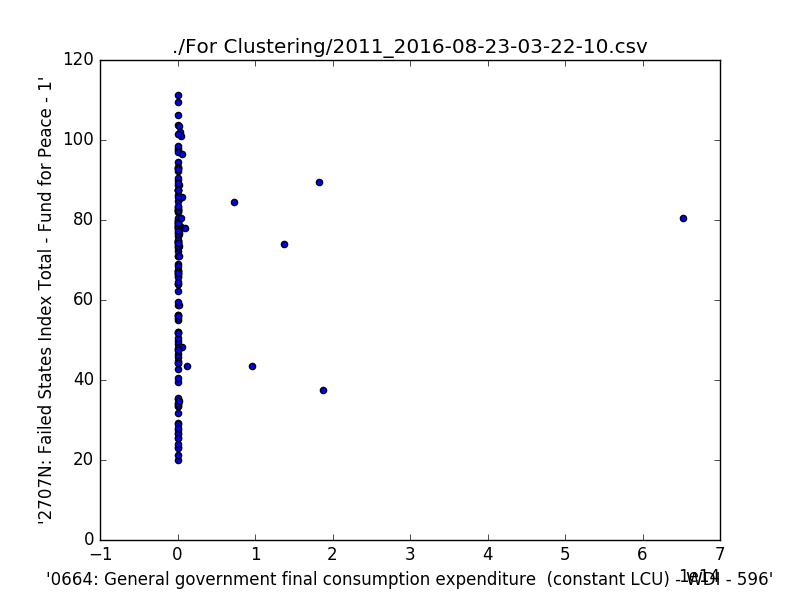 ./For Clustering/2011_2016-08-23-03-22-10.csv
120
100
80
60
40
20
0
'2707N: Failed States Index Total - Fund for Peace - 1'
−1 0 1 2 3 4 5 6 7
1e14
'0664: General government final consumption expenditure  (constant LCU) - WDI - 596'